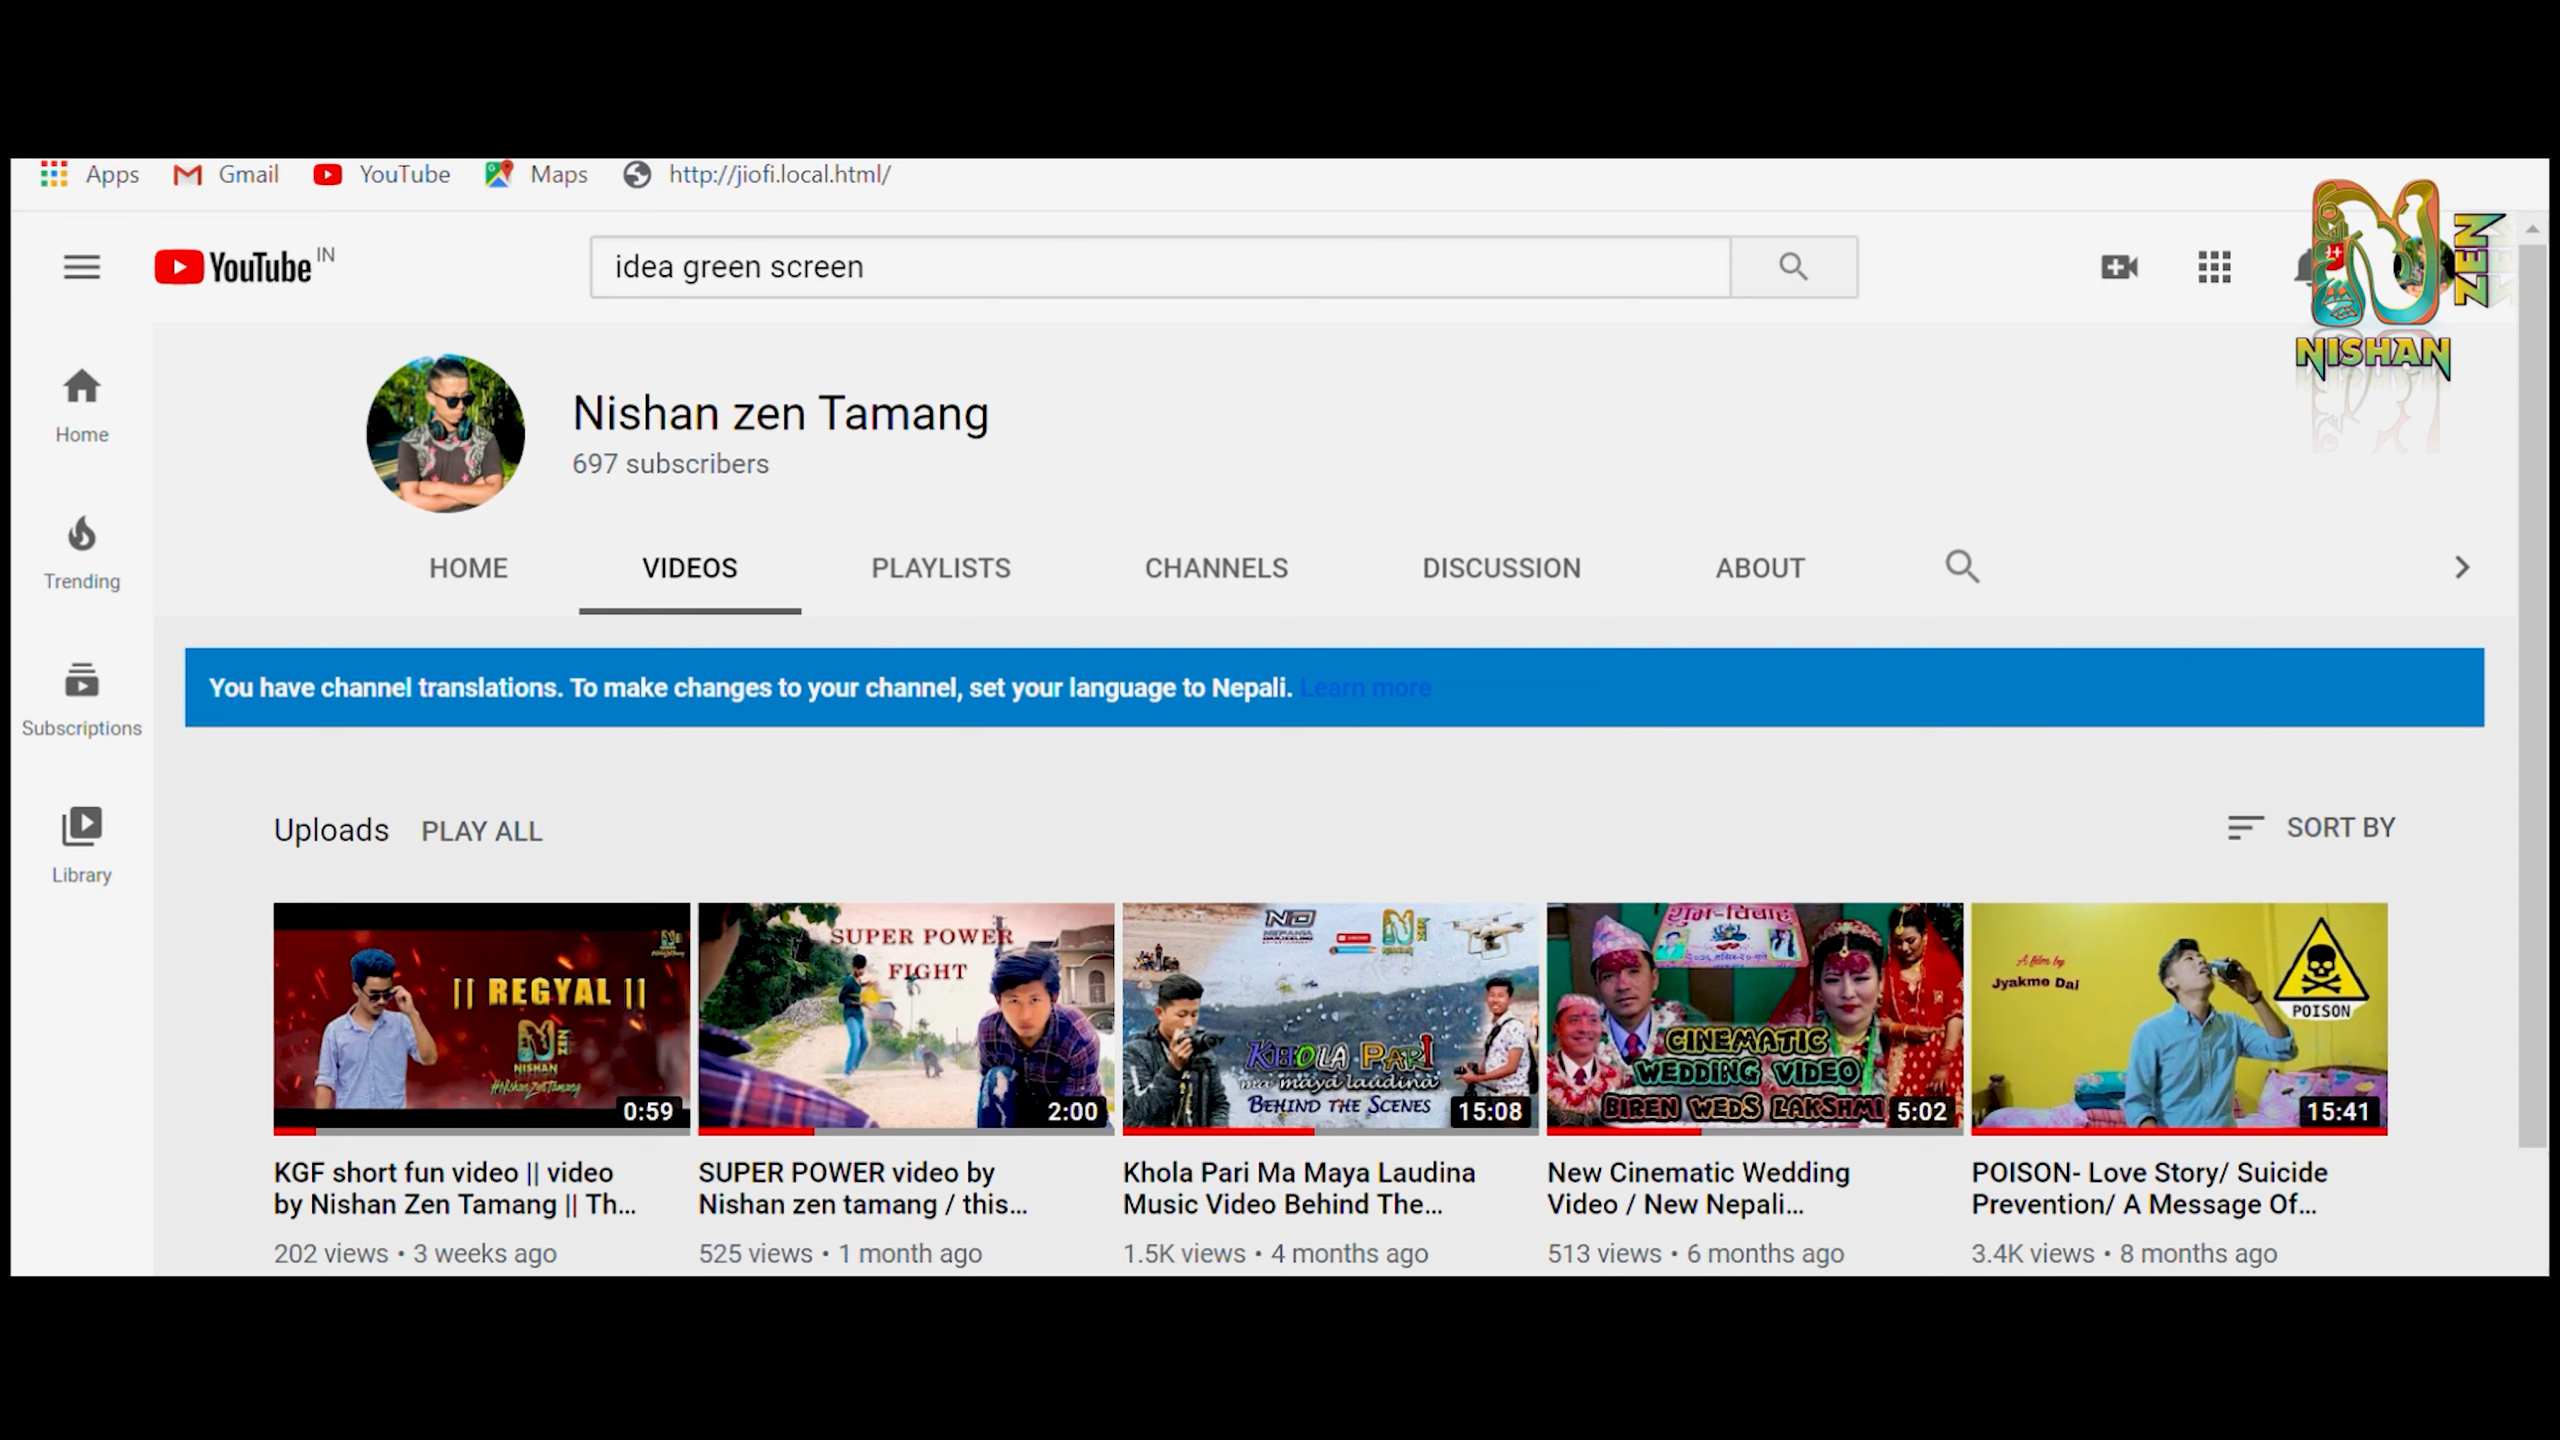 Apps
Gmail
YouTube
Maps
http://jiofi.local.html/
YouTube IN
idea green screen
ZEN
NISHAN
Nishan zen Tamang
697 subscribers
Home
Trending
Subscriptions
Library
HOME
VIDEOS
PLAYLISTS
CHANNELS
DISCUSSION
ABOUT
You have channel translations. To make changes to your channel, set your language to Nepali. Learn more
Uploads
PLAY ALL
SORT BY
|| REGYAL ||
NISHAN
#NishanZenTamang
0:59
SUPER POWER
FIGHT
2:00
KHOLA PARI
ma maya laudina
BEHIND THE SCENES
15:08
शुभ-विवाह
CINEMATIC
WEDDING VIDEO
BIREN WEDS LAKSHMI
5:02
A film by
Jyakmo Dai
POISON
15:41
KGF short fun video || video
by Nishan Zen Tamang || Th...
202 views • 3 weeks ago
SUPER POWER video by
Nishan zen tamang / this...
525 views • 1 month ago
Khola Pari Ma Maya Laudina
Music Video Behind The...
1.5K views • 4 months ago
New Cinematic Wedding
Video / New Nepali...
513 views • 6 months ago
POISON- Love Story/ Suicide
Prevention/ A Message Of...
3.4K views • 8 months ago